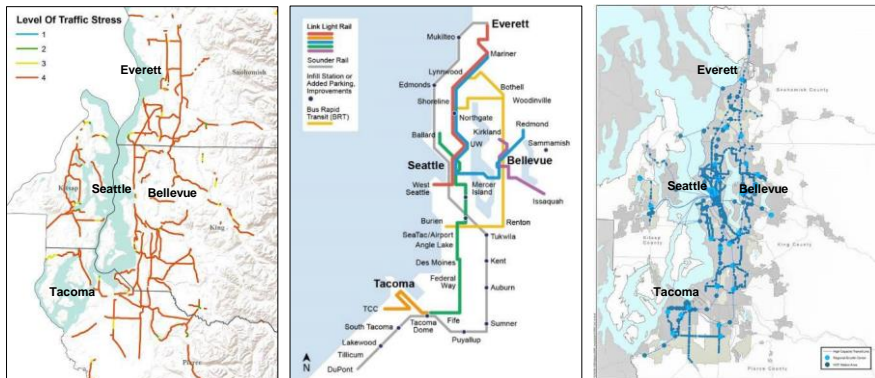 Level Of Traffic Stress
1
2
3
4
Everett
Snohomish
Seattle
Bellevue
Kitsap
King
Tacoma
Pierce
Link Light Rail
Sounder Rail
Infill Station or
Added Parking,
Improvements
Bus Rapid
Transit (BRT)
Everett
Mukilteo
Mariner
Lynnwood
Edmonds
Bothell
Shoreline
Woodinville
Northgate
Kirkland
Redmond
Ballard
UW
Sammamish
Seattle
Bellevue
West
Seattle
Mercer
Island
Issaquah
Burien
Renton
SeaTac/Airport
Tukwila
Angle Lake
Des Moines
Kent
Tacoma
Federal
Way
Auburn
TCC
Fife
South Tacoma
Tacoma
Dome
Sumner
Lakewood
Puyallup
Tillicum
DuPont
N
Everett
Snohomish County
Seattle
Bellevue
Kitsap
County
King County
Tacoma
Pierce County